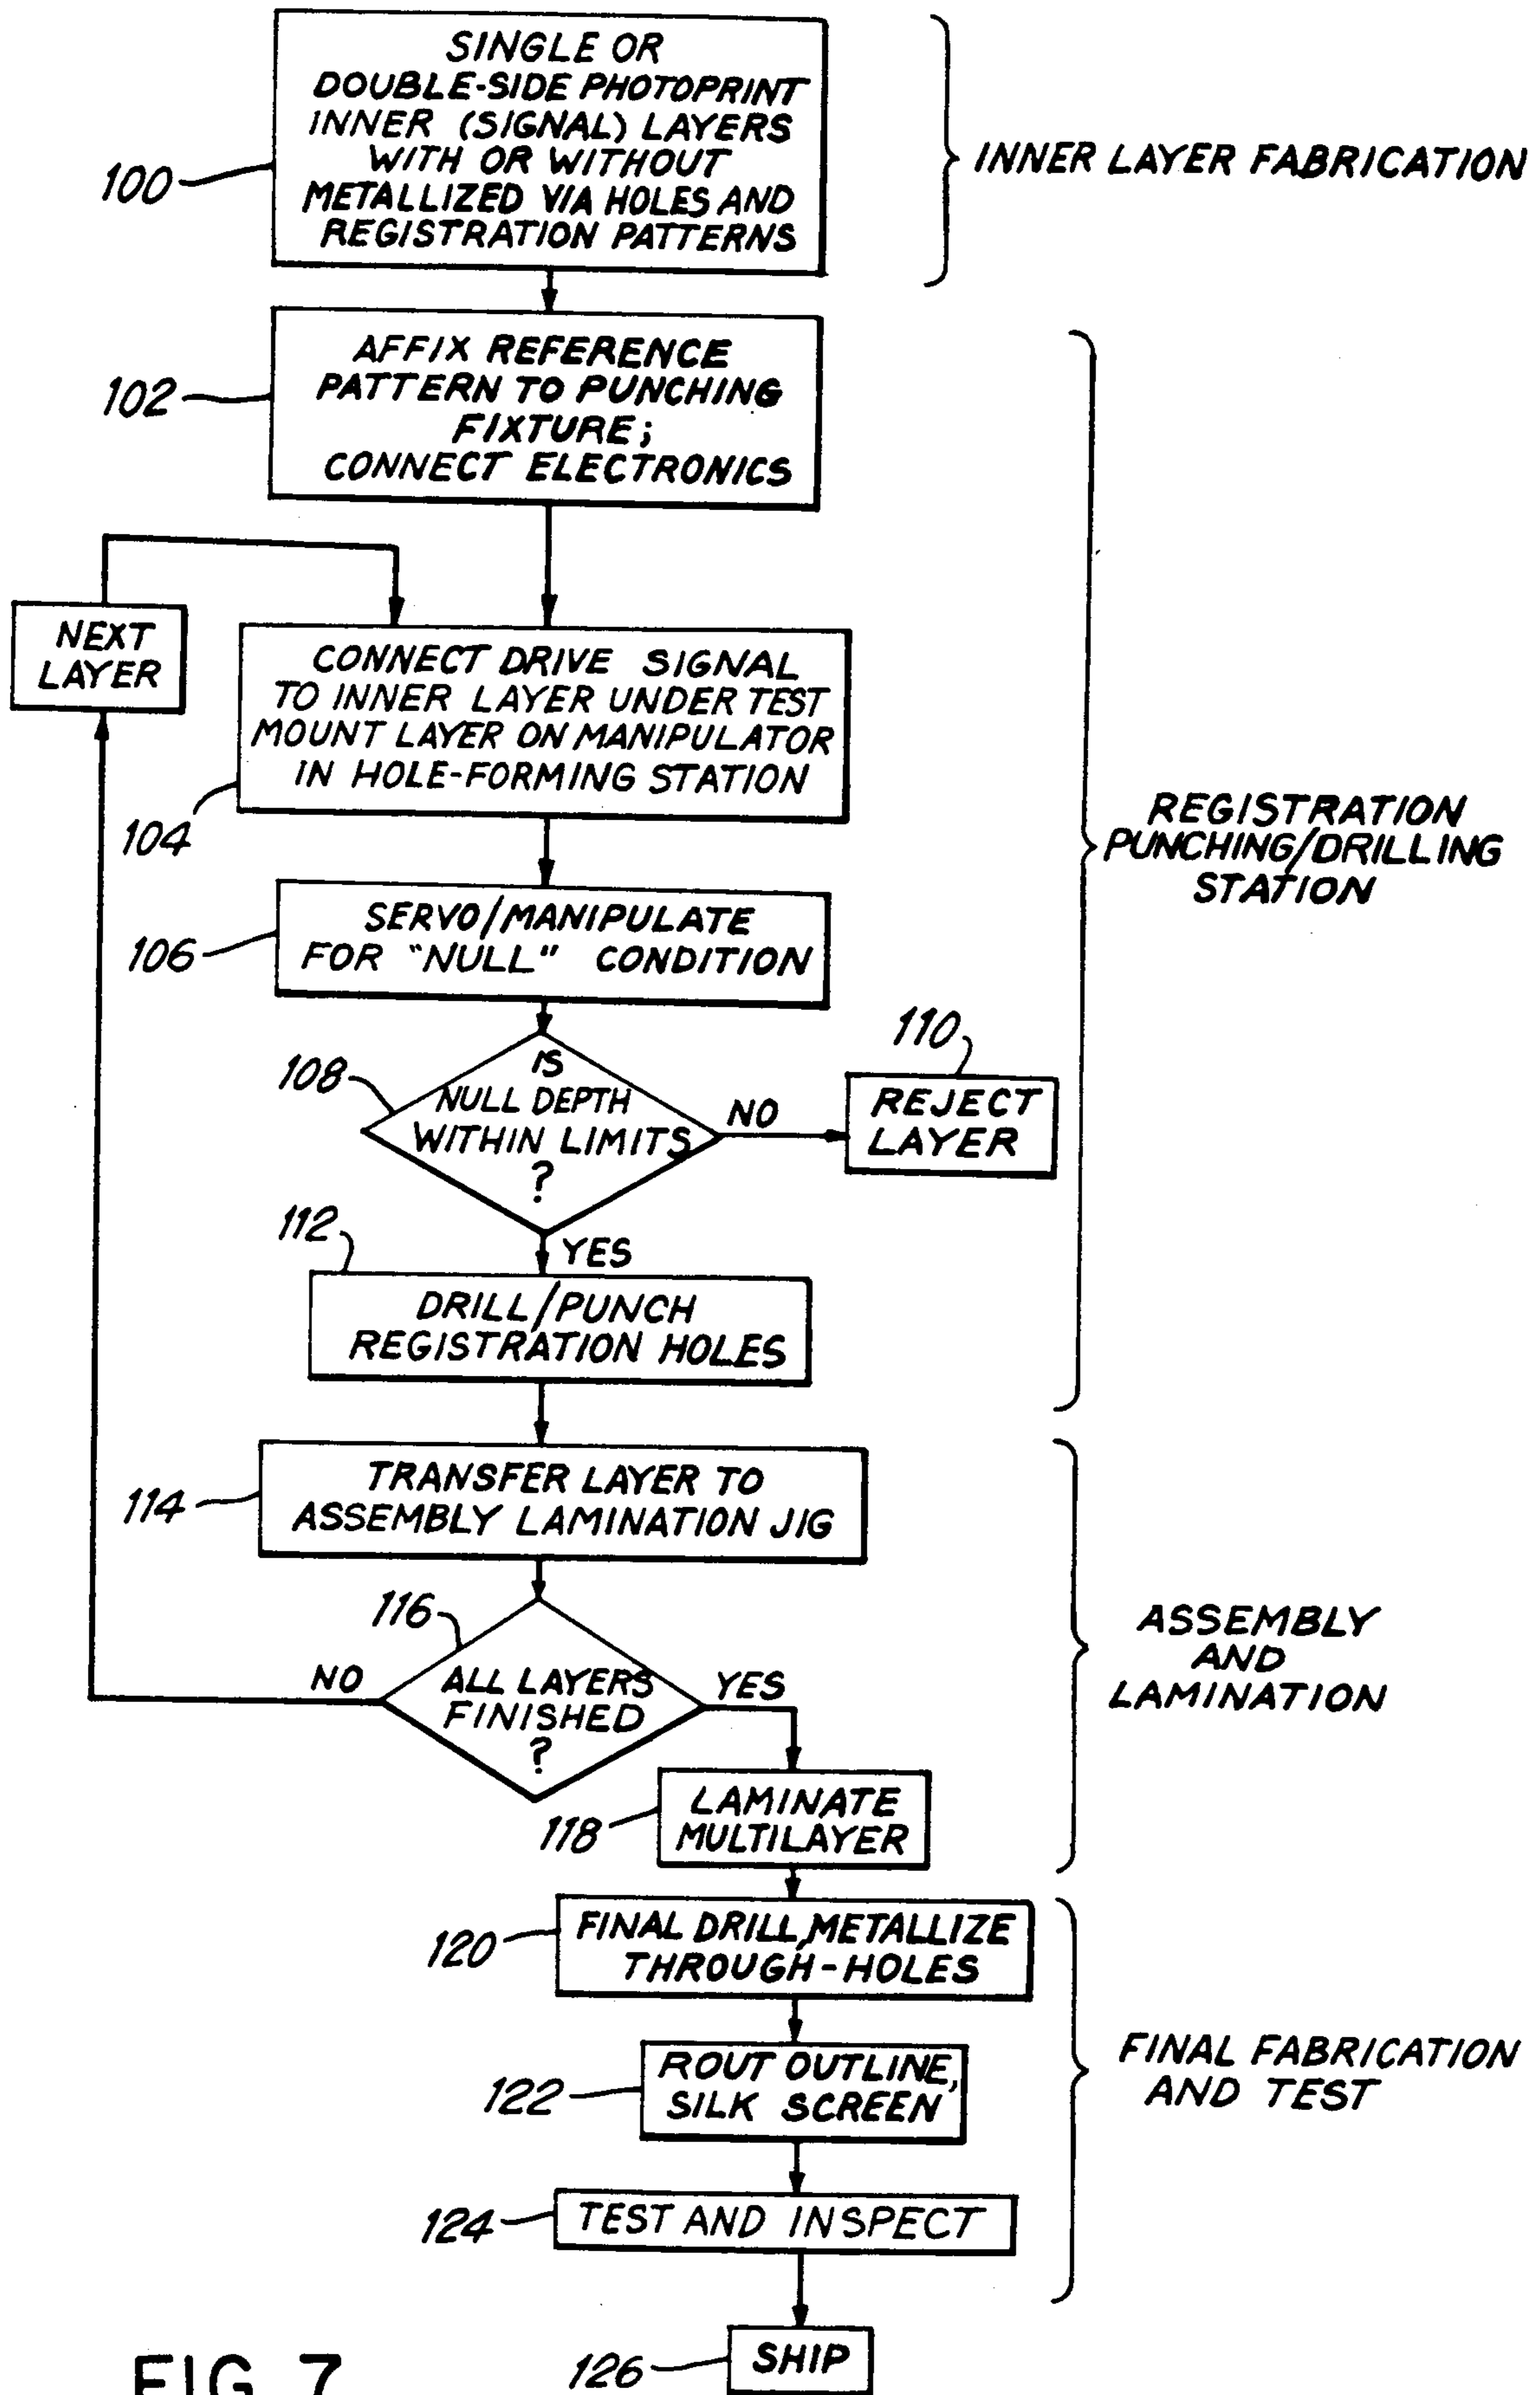 SINGLE OR
DOUBLE-SIDE PHOTOPRINT
INNER (SIGNAL) LAYERS
WITH OR WITHOUT
METALLIZED VIA HOLES AND
REGISTRATION PATTERNS
100
INNER LAYER FABRICATION
AFFIX REFERENCE
PATTERN TO PUNCHING
FIXTURE;
CONNECT ELECTRONICS
102
NEXT
LAYER
CONNECT DRIVE SIGNAL
TO INNER LAYER UNDER TEST
MOUNT LAYER ON MANIPULATOR
IN HOLE-FORMING STATION
104
REGISTRATION
PUNCHING/DRILLING
STATION
SERVO/MANIPULATE
FOR "NULL" CONDITION
106
108
IS
NULL DEPTH
WITHIN LIMITS
?
NO
110
REJECT
LAYER
YES
112
DRILL/PUNCH
REGISTRATION HOLES
TRANSFER LAYER TO
ASSEMBLY LAMINATION JIG
114
116
ALL LAYERS
FINISHED
?
NO
YES
ASSEMBLY
AND
LAMINATION
LAMINATE
MULTILAYER
118
FINAL DRILL, METALLIZE
THROUGH-HOLES
120
ROUT OUTLINE,
SILK SCREEN
122
FINAL FABRICATION
AND TEST
TEST AND INSPECT
124
SHIP
126
FIG. 7